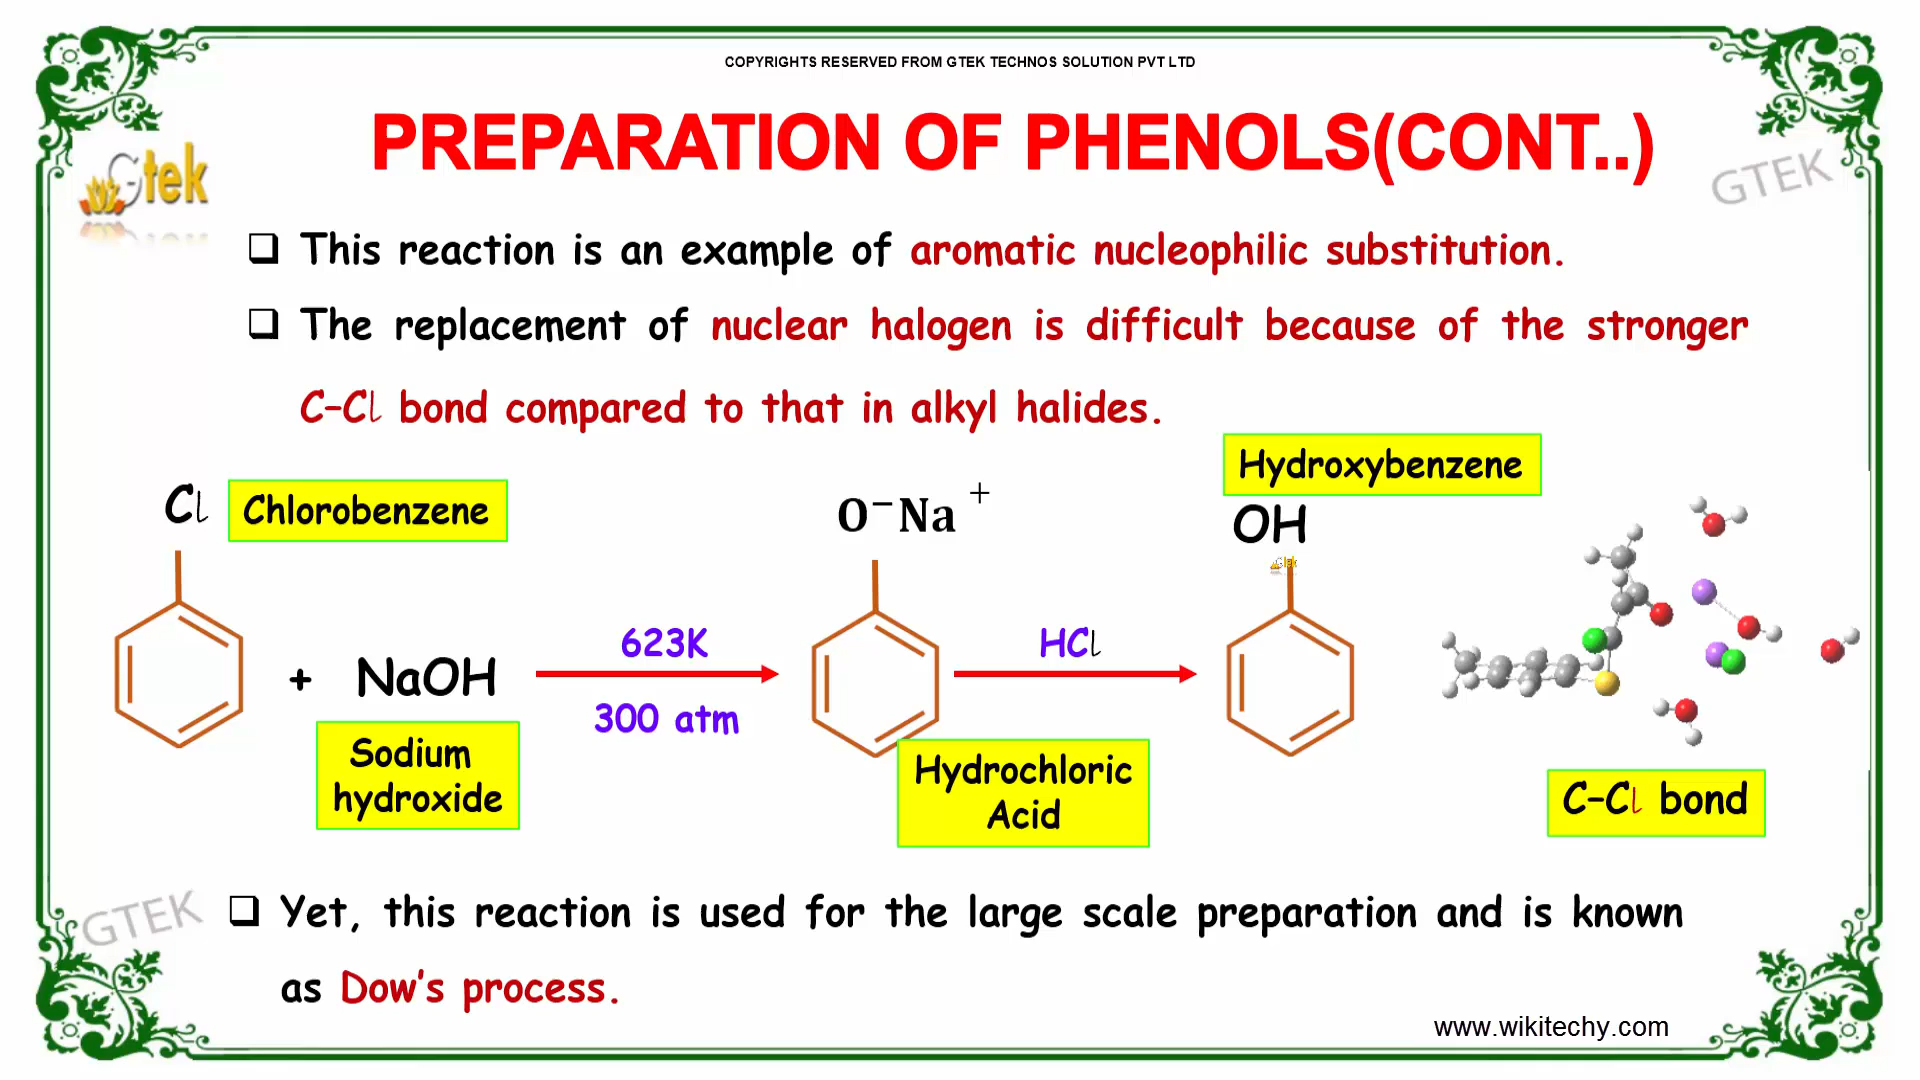 COPYRIGHTS RESERVED FROM GTEK TECHNOS SOLUTION PVT LTD
PREPARATION OF PHENOLS(CONT..)
Gtek
GTEK
❑ This reaction is an example of aromatic nucleophilic substitution.
❑ The replacement of nuclear halogen is difficult because of the stronger
C–Cl bond compared to that in alkyl halides.
Hydroxybenzene
Cl
Chlorobenzene
O⁻Na⁺
OH
Gtek
623K
HCl
+ NaOH
300 atm
Sodium
hydroxide
Hydrochloric
Acid
C–Cl bond
GTEK
❑ Yet, this reaction is used for the large scale preparation and is known
as Dow's process.
www.wikitechy.com